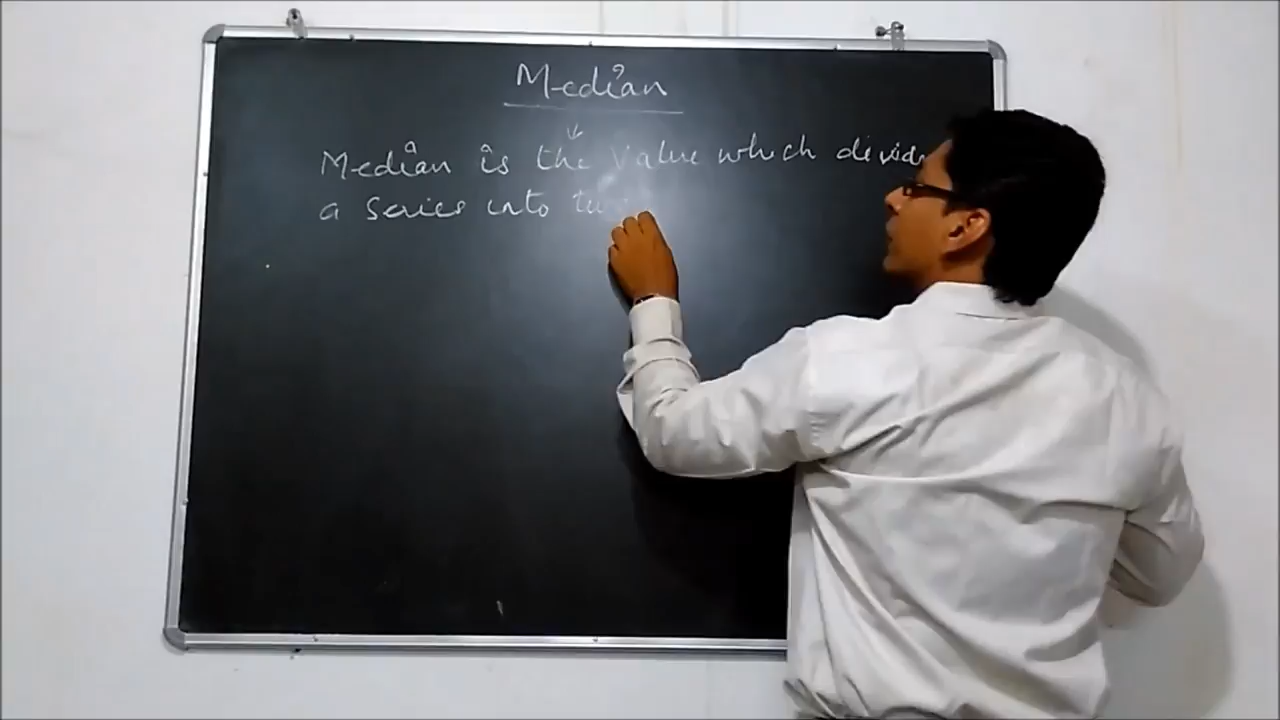 Median
Median is the value which divid
a series into tw